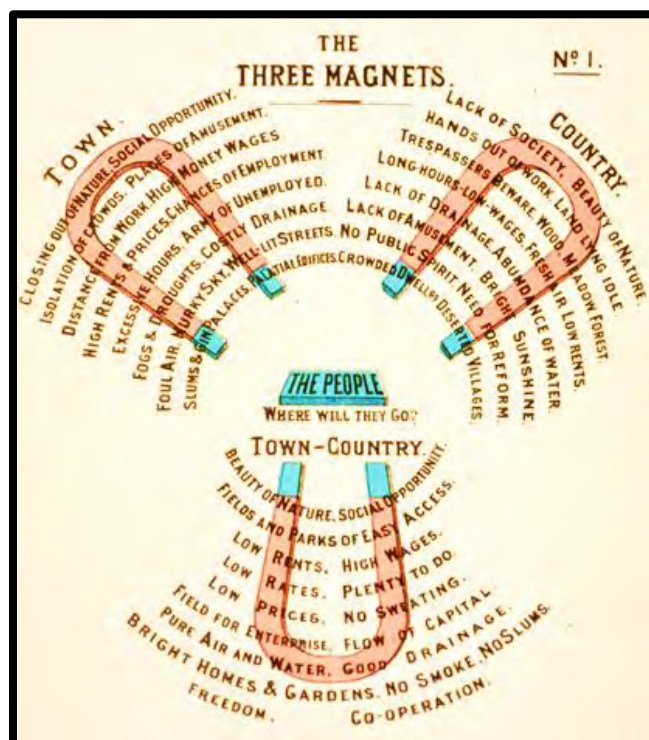 THE
THREE MAGNETS.
Nº 1.
TOWN.
CLOSING OUT OF NATURE. SOCIAL OPPORTUNITY.
ISOLATION OF CROWDS. PLACES OF AMUSEMENT.
DISTANCE FROM WORK. HIGH MONEY WAGES
HIGH RENTS & PRICES. CHANCES OF EMPLOYMENT.
EXCESSIVE HOURS. ARMY OF UNEMPLOYED.
FOGS & DROUGHTS. COSTLY DRAINAGE.
FOUL AIR. MURKY SKY. WELL-LIT STREETS.
SLUMS & GIN PALACES. PALATIAL EDIFICES.
COUNTRY.
LACK OF SOCIETY. BEAUTY OF NATURE.
HANDS OUT OF WORK. LAND LYING IDLE.
TRESPASSERS BEWARE. WOOD, MEADOW, FOREST.
LONG HOURS-LOW WAGES. FRESH AIR. LOW RENTS.
LACK OF DRAINAGE. ABUNDANCE OF WATER.
LACK OF AMUSEMENT. BRIGHT SUNSHINE.
NO PUBLIC SPIRIT. NEED FOR REFORM.
CROWDED DWELLGS. DESERTED VILLAGES.
THE PEOPLE
WHERE WILL THEY GO?
TOWN-COUNTRY.
BEAUTY OF NATURE. SOCIAL OPPORTUNITY.
FIELDS AND PARKS OF EASY ACCESS.
LOW RENTS. HIGH WAGES.
LOW RATES. PLENTY TO DO.
LOW PRICES. NO SWEATING.
FIELD FOR ENTERPRISE. FLOW OF CAPITAL.
PURE AIR AND WATER. GOOD DRAINAGE.
BRIGHT HOMES & GARDENS. NO SMOKE. NO SLUMS.
FREEDOM. CO-OPERATION.